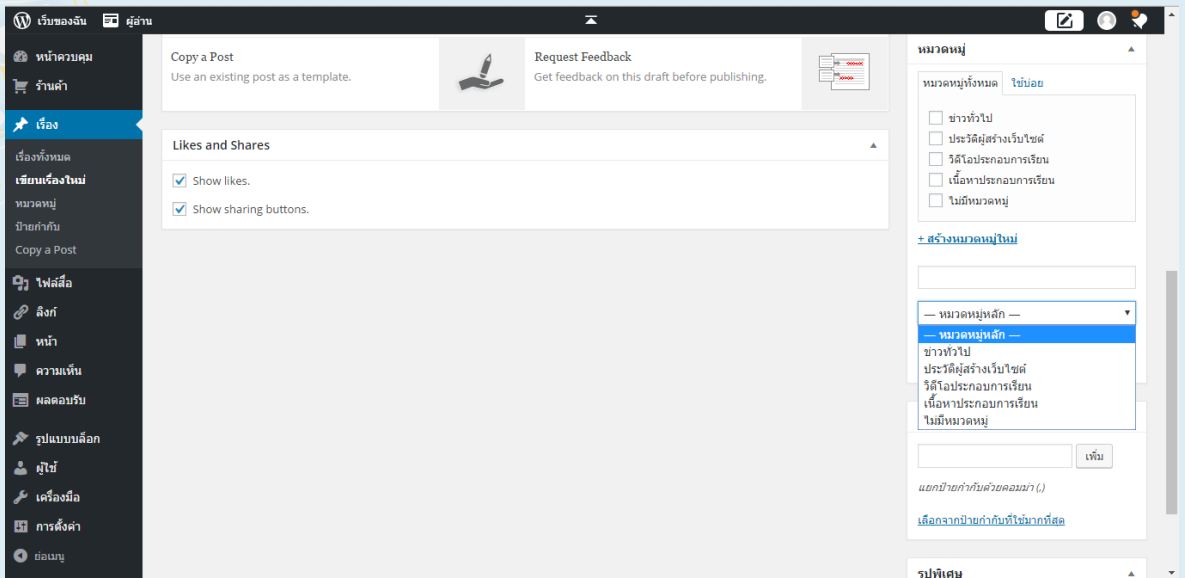 เว็บของฉัน
ผู้อ่าน
หน้าควบคุม
ร้านค้า
เรื่อง
เรื่องทั้งหมด
เขียนเรื่องใหม่
หมวดหมู่
ป้ายกำกับ
Copy a Post
ไฟล์สื่อ
ลิงก์
หน้า
ความเห็น
ผลตอบรับ
รูปแบบบล็อก
ผู้ใช้
เครื่องมือ
การตั้งค่า
ย่อเมนู
Copy a Post
Use an existing post as a template.
Request Feedback
Get feedback on this draft before publishing.
Likes and Shares
Show likes.
Show sharing buttons.
หมวดหมู่
หมวดหมู่ทั้งหมด
ใช้บ่อย
ข่าวทั่วไป
ประวัติผู้สร้างเว็บไซต์
วิดีโอประกอบการเรียน
เนื้อหาประกอบการเรียน
ไม่มีหมวดหมู่
+ สร้างหมวดหมู่ใหม่
— หมวดหมู่หลัก —
— หมวดหมู่หลัก —
ข่าวทั่วไป
ประวัติผู้สร้างเว็บไซต์
วิดีโอประกอบการเรียน
เนื้อหาประกอบการเรียน
ไม่มีหมวดหมู่
เพิ่ม
แยกป้ายกำกับด้วยคอมม่า (,)
เลือกจากป้ายกำกับที่ใช้มากที่สุด
รูปพิเศษ